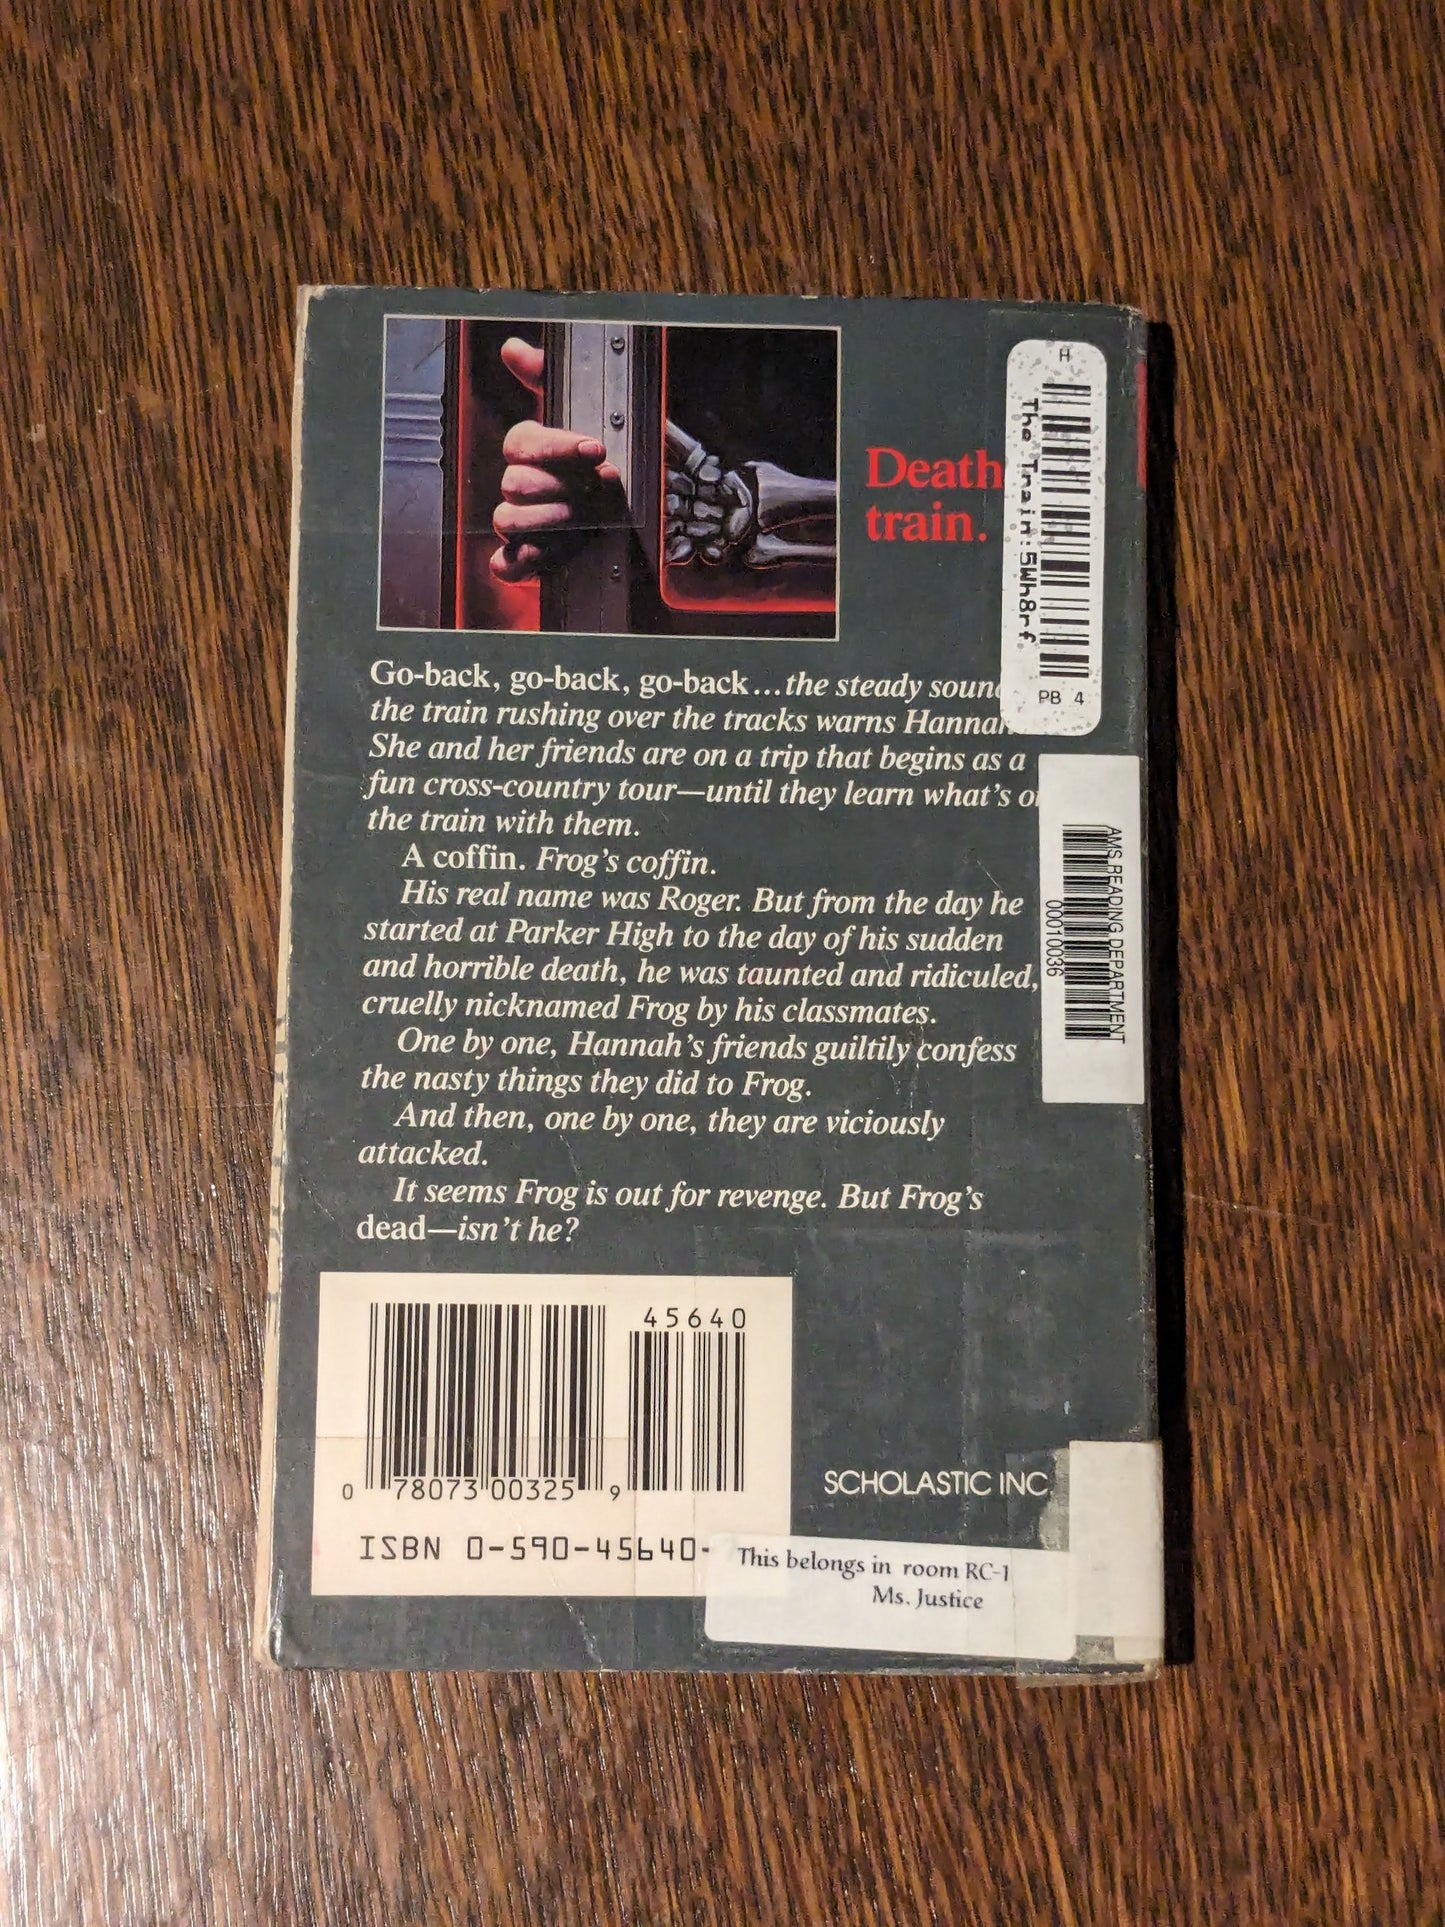 Death
train.
H
The Train:5Wh8rf
PB 4
Go-back, go-back, go-back...the steady
the train rushing over the tracks warns Hannah
She and her friends are on a trip that begins as a
fun cross-country tour—until they learn what's
the train with them.
A coffin. Frog's coffin.
His real name was Roger. But from the day he
started at Parker High to the day of his sudden
and horrible death, he was taunted and ridiculed,
cruelly nicknamed Frog by his classmates.
One by one, Hannah's friends guiltily confess
the nasty things they did to Frog.
And then, one by one, they are viciously
attacked.
It seems Frog is out for revenge. But Frog's
dead—isn't he?
AMS READING DEPARTMENT
00010036
45640
0 78073 00325 9
ISBN 0-590-45640-
SCHOLASTIC INC
This belongs in room RC-1
Ms. Justice